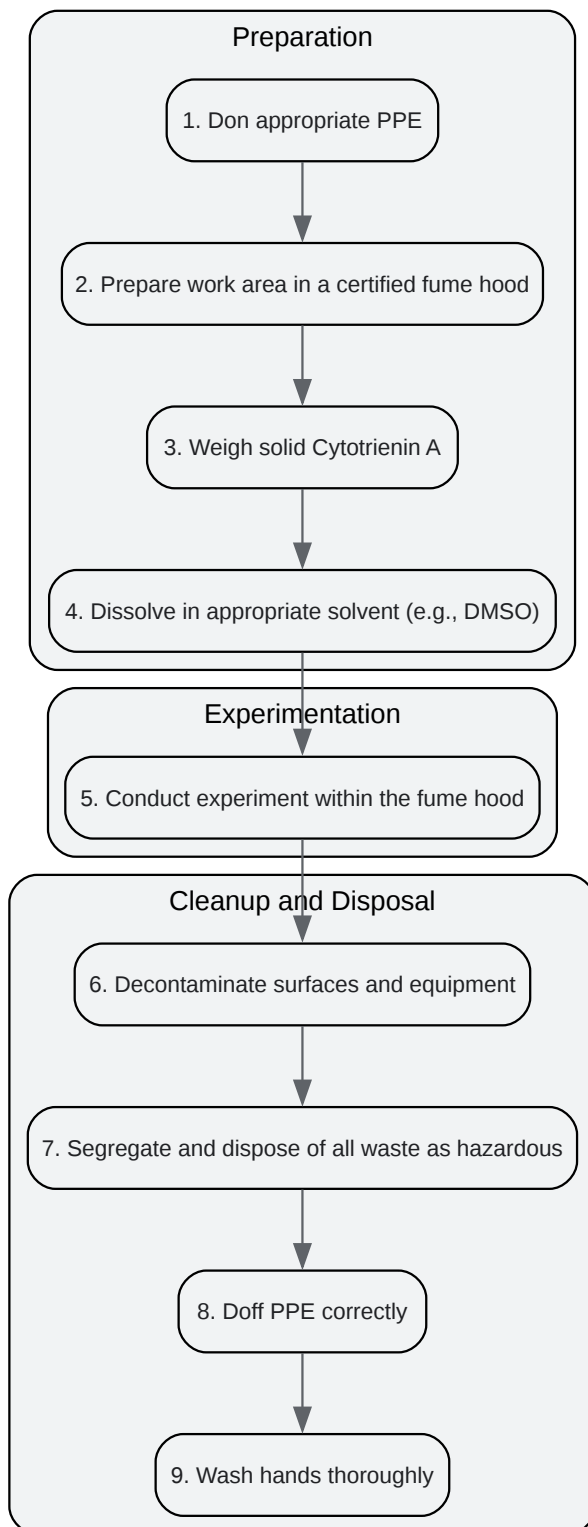 Preparation
1. Don appropriate PPE
2. Prepare work area in a certified fume hood
3. Weigh solid Cytotrienin A
4. Dissolve in appropriate solvent (e.g., DMSO)
Experimentation
5. Conduct experiment within the fume hood
Cleanup and Disposal
6. Decontaminate surfaces and equipment
7. Segregate and dispose of all waste as hazardous
8. Doff PPE correctly
9. Wash hands thoroughly